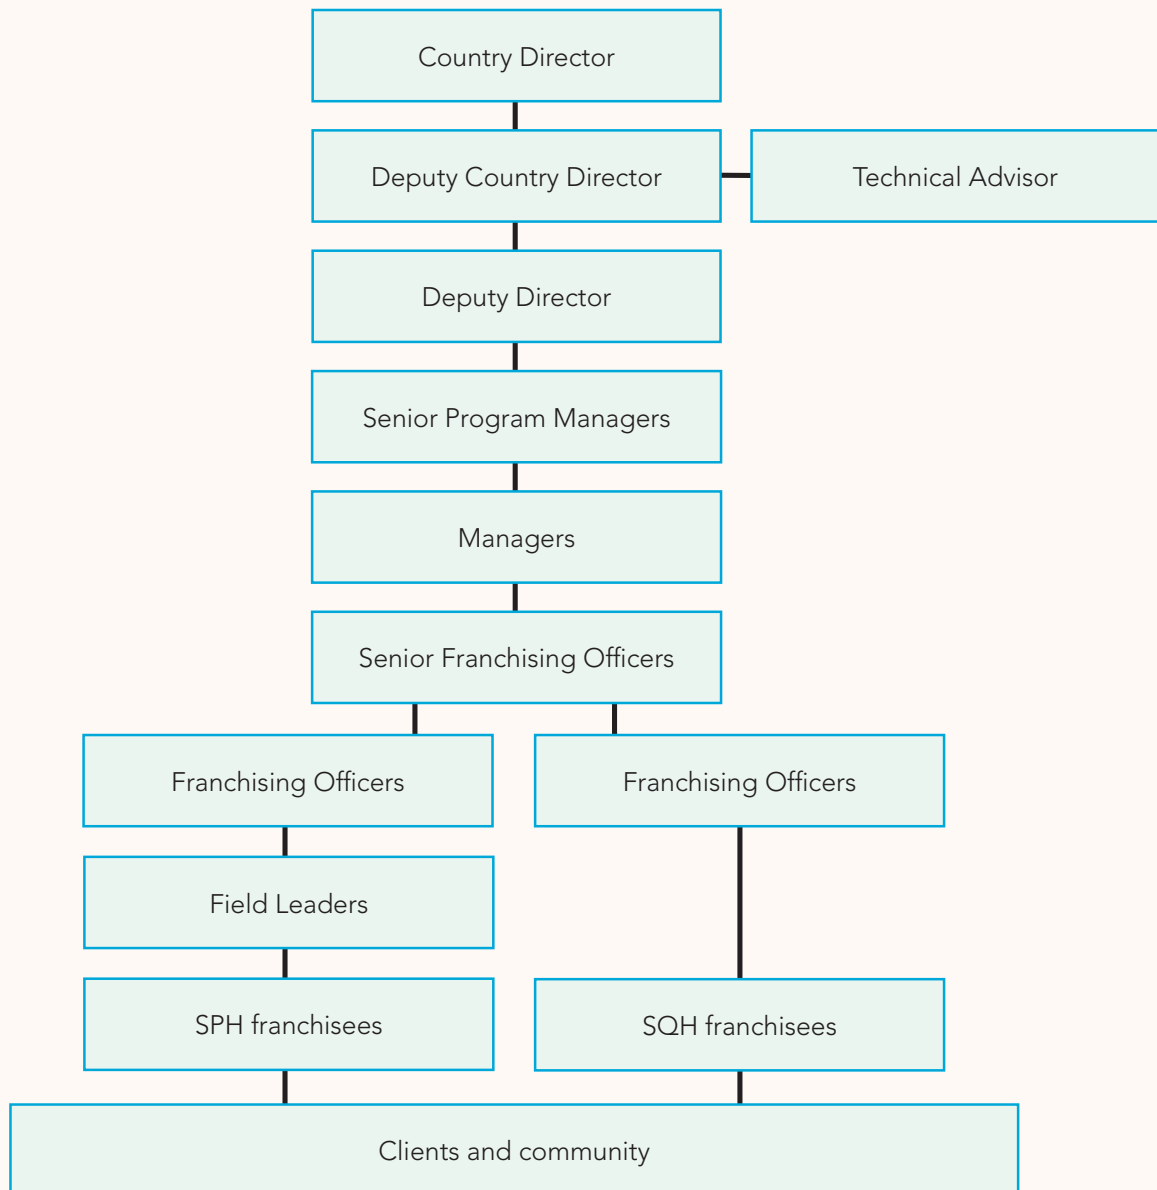 Country Director
Deputy Country Director
Technical Advisor
Deputy Director
Senior Program Managers
Managers
Senior Franchising Officers
Franchising Officers
Franchising Officers
Field Leaders
SPH franchisees
SQH franchisees
Clients and community